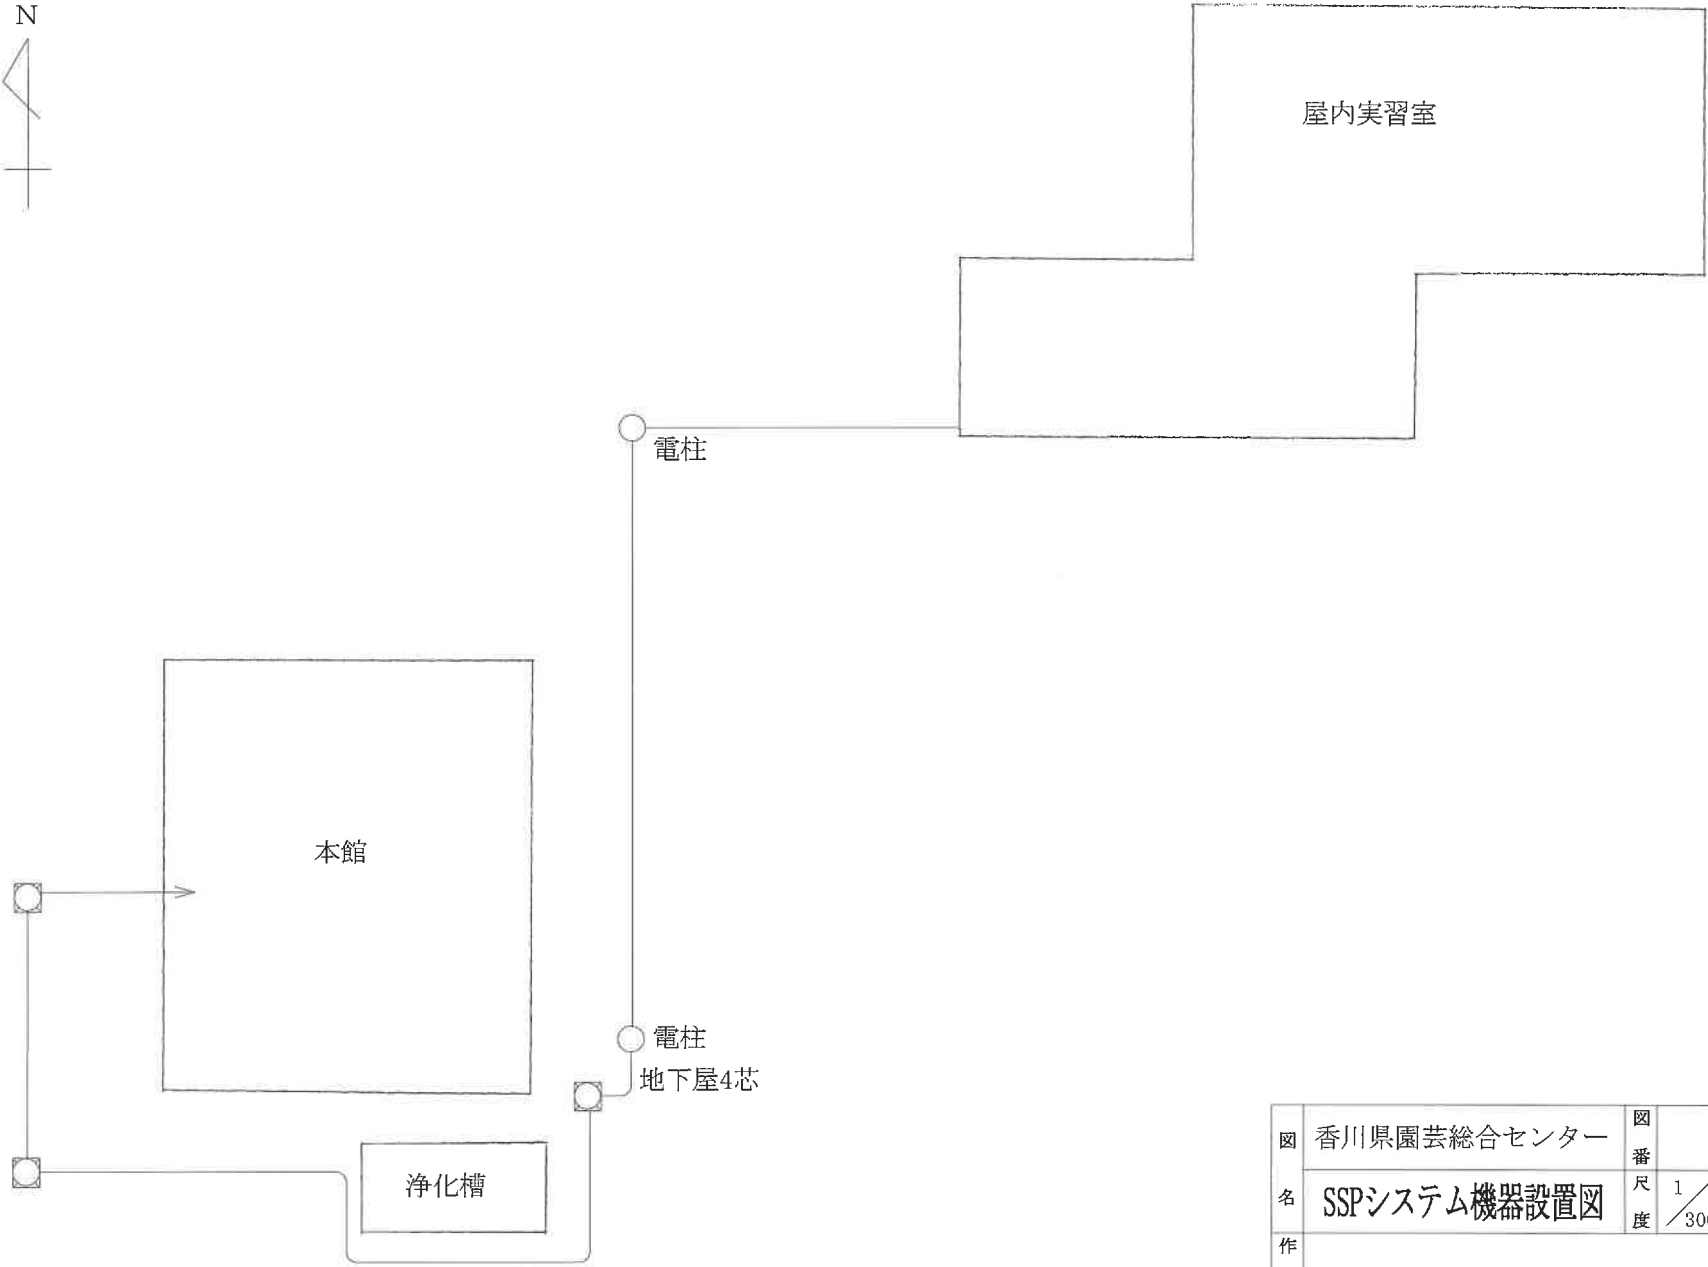 N
屋内実習室
電柱
本館
電柱
地下屋4芯
浄化槽
図名
香川県園芸総合センター
SSPシステム機器設置図
図番
尺度
1/
作